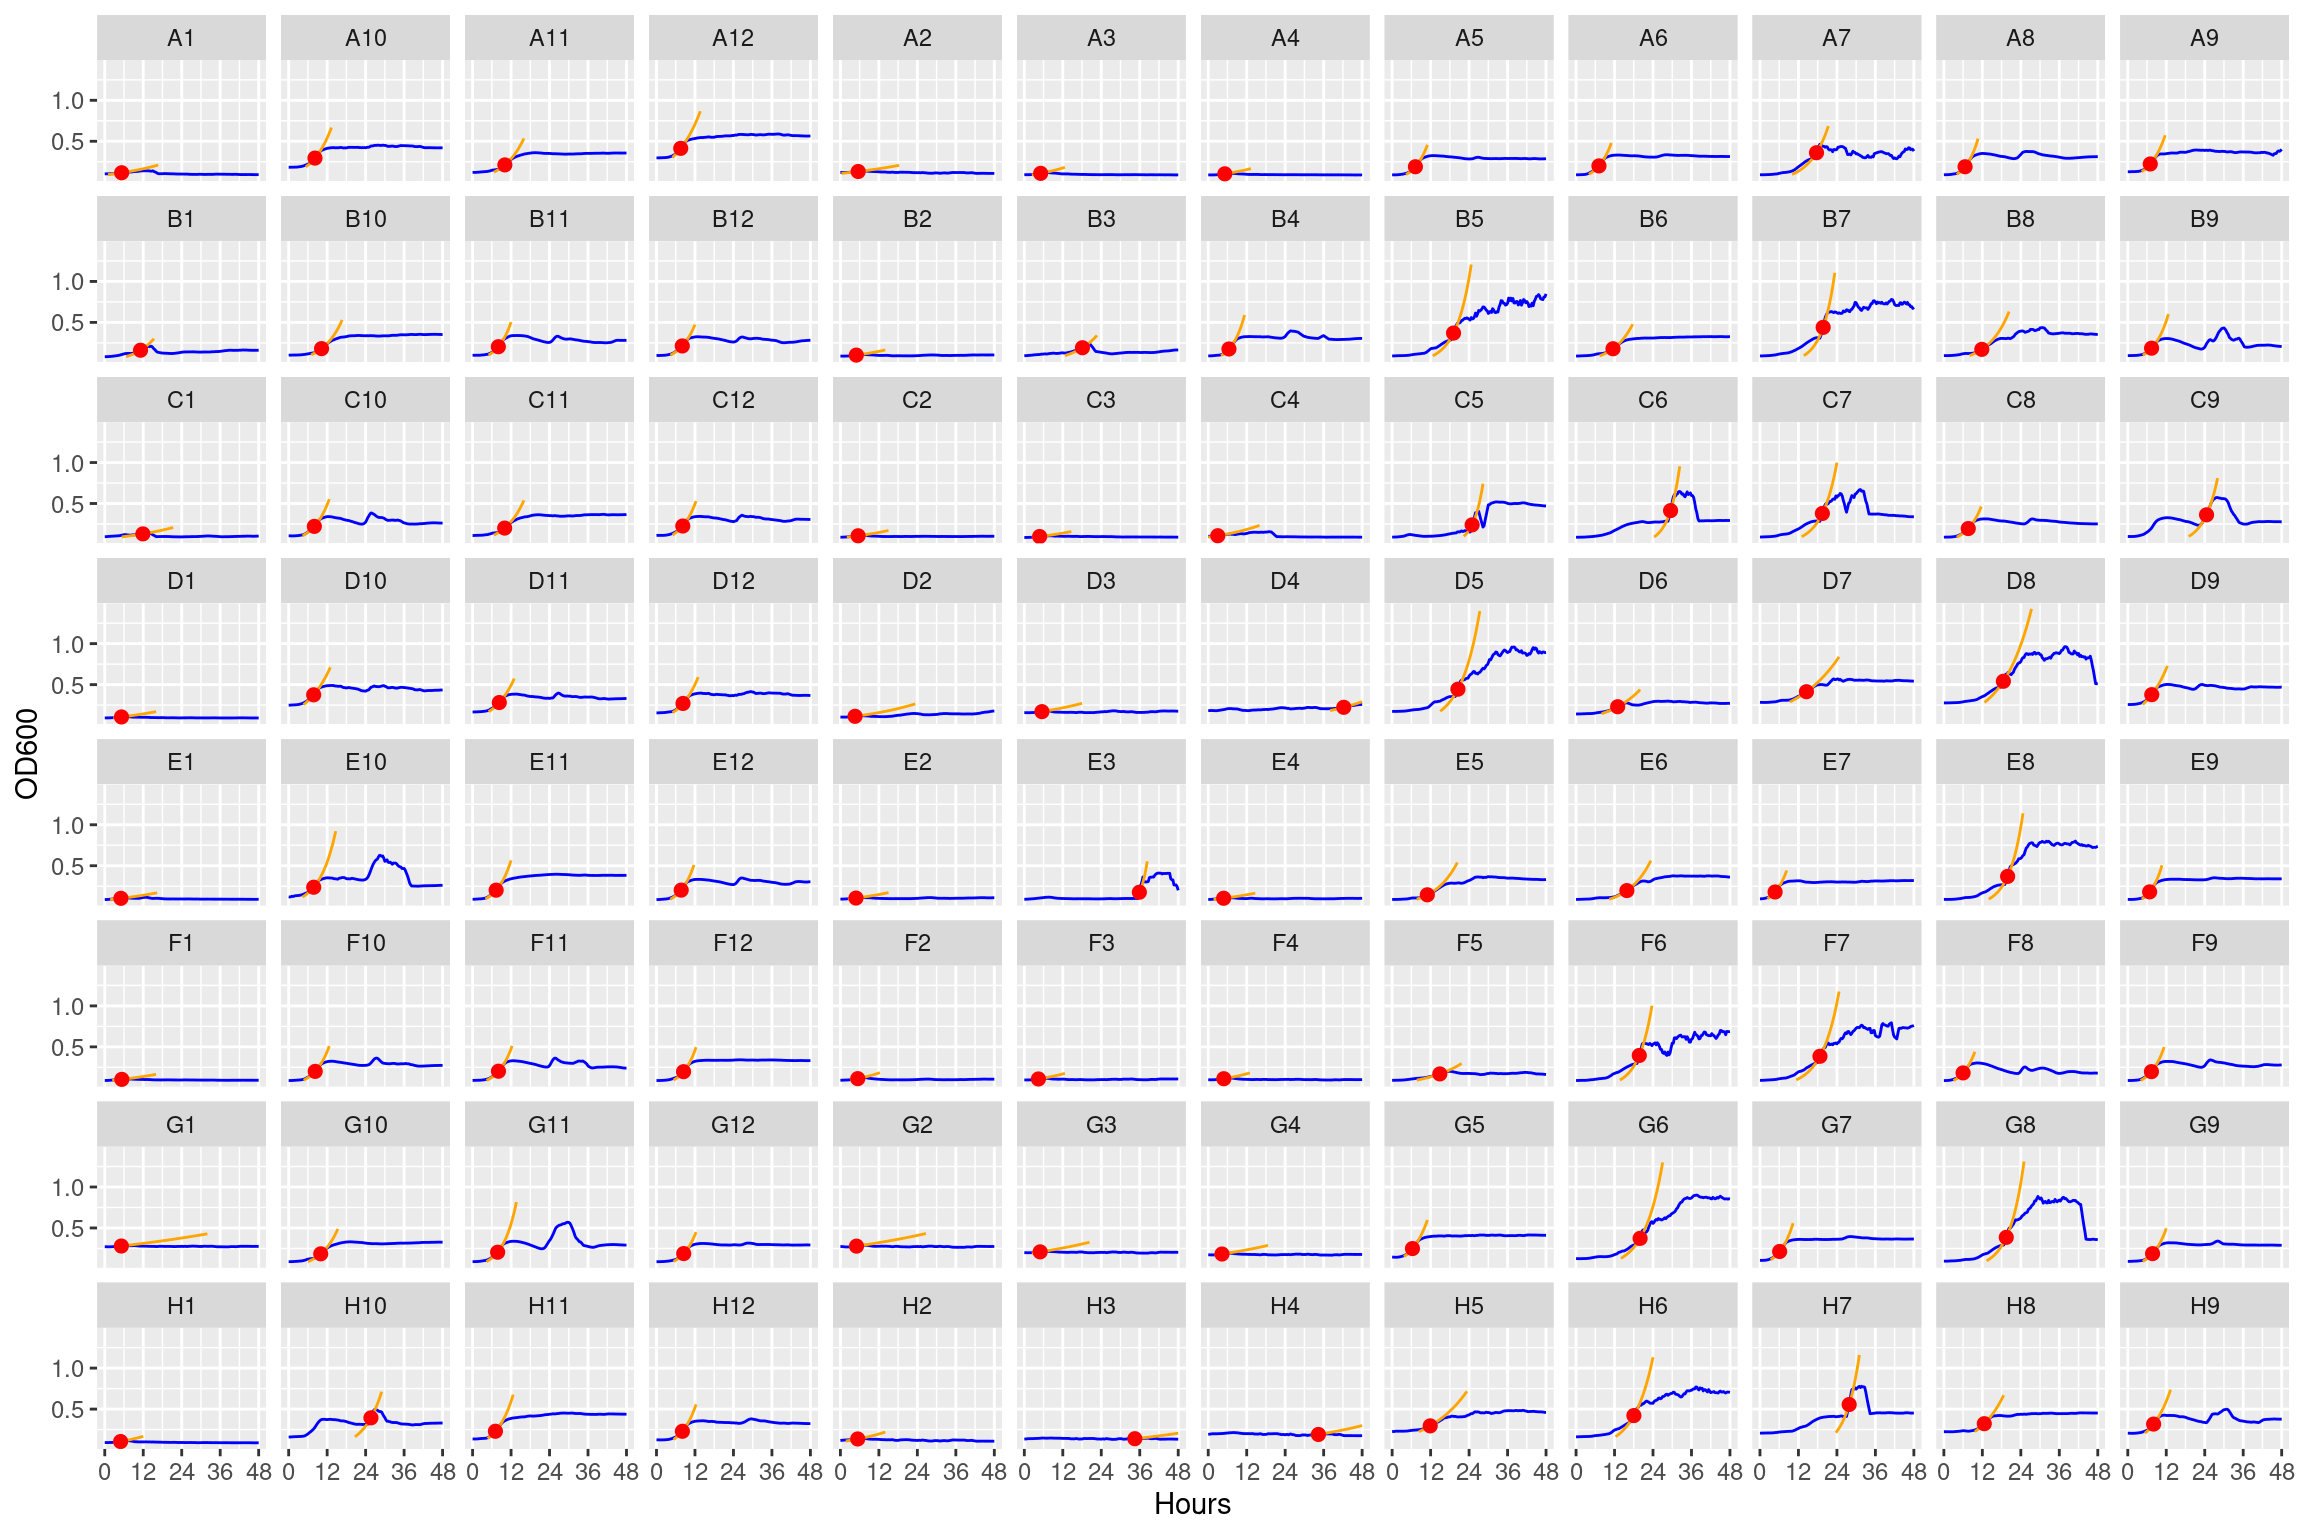 A1 A10 A11 A12 A2 A3 A4 A5 A6 A7 A8 A9
1.0
0.5
B1 B10 B11 B12 B2 B3 B4 B5 B6 B7 B8 B9
1.0
0.5
C1 C10 C11 C12 C2 C3 C4 C5 C6 C7 C8 C9
1.0
0.5
D1 D10 D11 D12 D2 D3 D4 D5 D6 D7 D8 D9
1.0
0.5
OD600
E1 E10 E11 E12 E2 E3 E4 E5 E6 E7 E8 E9
1.0
0.5
F1 F10 F11 F12 F2 F3 F4 F5 F6 F7 F8 F9
1.0
0.5
G1 G10 G11 G12 G2 G3 G4 G5 G6 G7 G8 G9
1.0
0.5
H1 H10 H11 H12 H2 H3 H4 H5 H6 H7 H8 H9
1.0
0.5
0 12 24 36 48 0 12 24 36 48 0 12 24 36 48 0 12 24 36 48 0 12 24 36 48 0 12 24 36 48 0 12 24 36 48 0 12 24 36 48 0 12 24 36 48 0 12 24 36 48 0 12 24 36 48 0 12 24 36 48
Hours